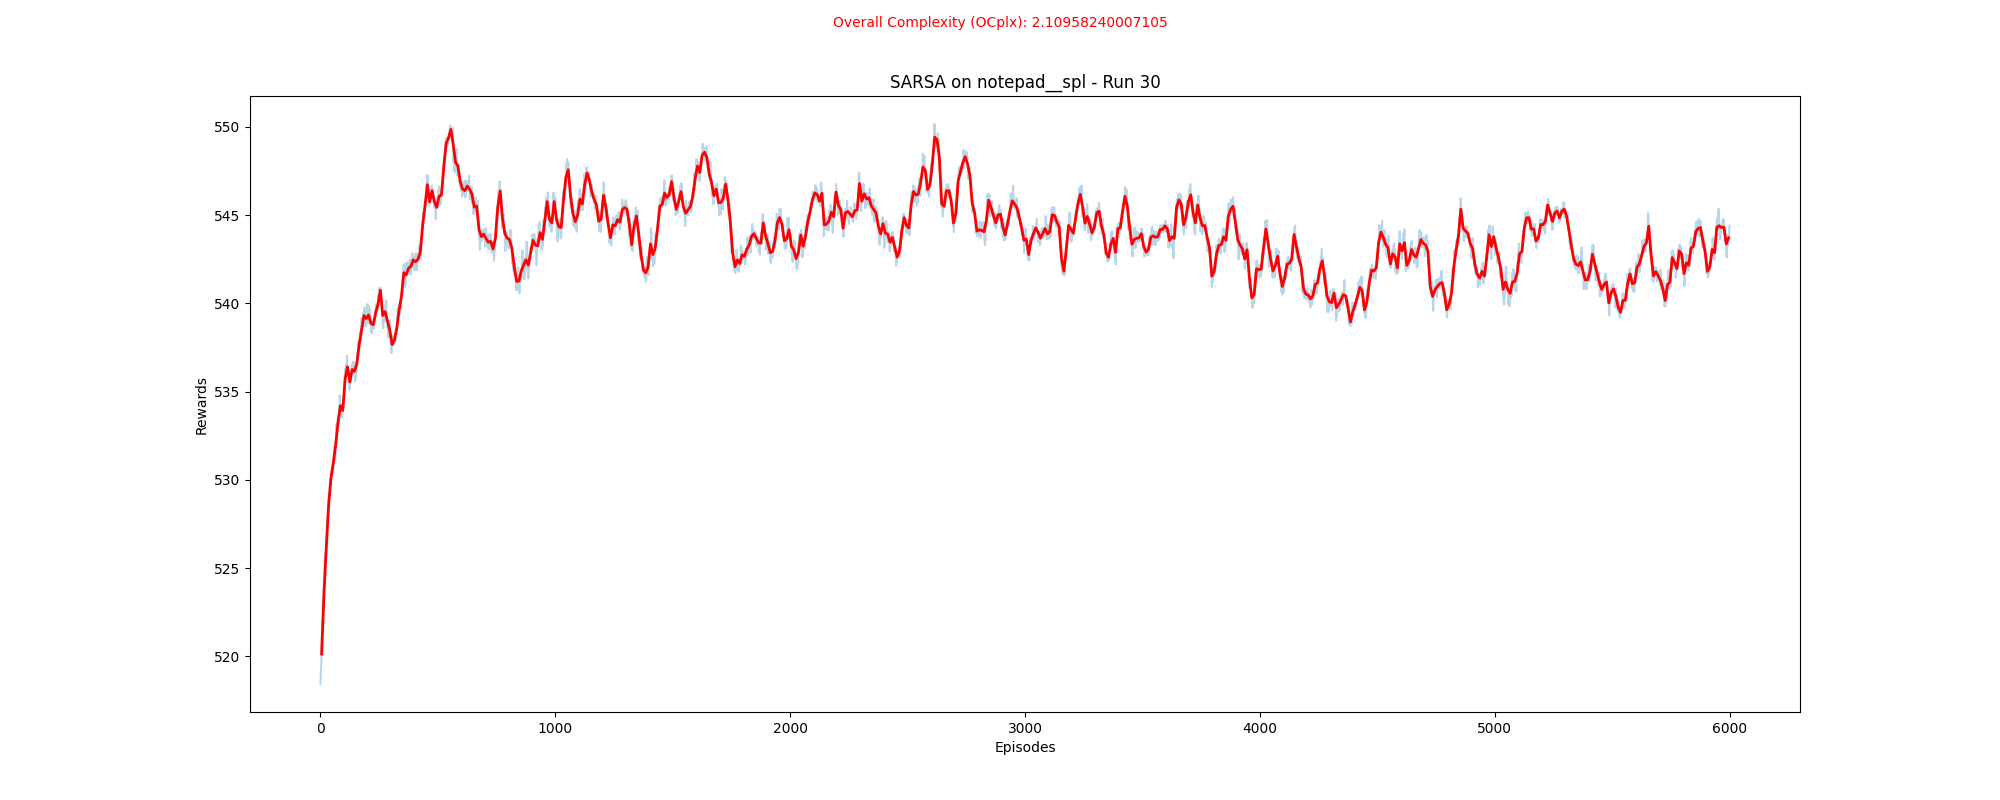 Overall Complexity (OCplx): 2.10958240007105
SARSA on notepad__spl - Run 30
550
545
540
535
530
525
520
Rewards
0 1000 2000 3000 4000 5000 6000
Episodes